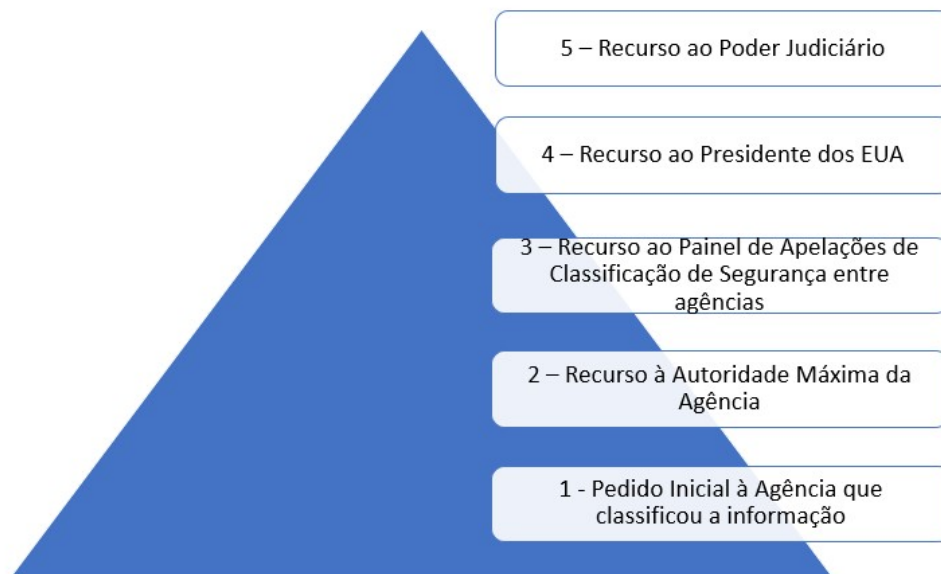 5 – Recurso ao Poder Judiciário
4 – Recurso ao Presidente dos EUA
3 – Recurso ao Painel de Apelações de
Classificação de Segurança entre
agências
2 – Recurso à Autoridade Máxima da
Agência
1 - Pedido Inicial à Agência que
classificou a informação